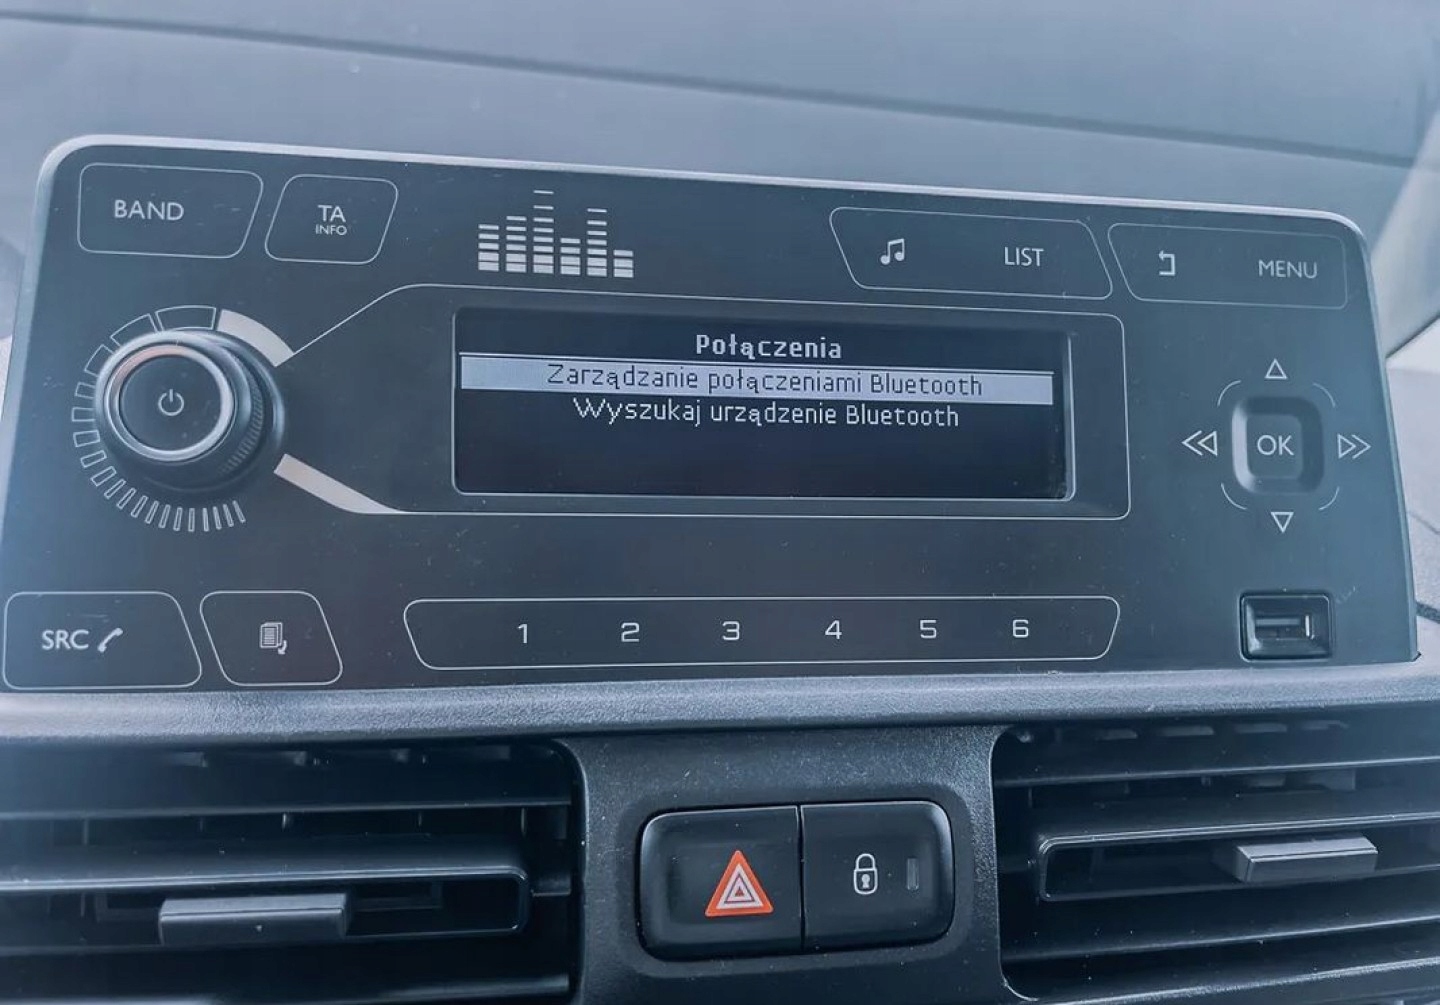 BAND
TA
INFO
LIST
MENU
Połączenia
Zarządzanie połączeniami Bluetooth
Wyszukaj urządzenie Bluetooth
OK
SRC
1 2 3 4 5 6